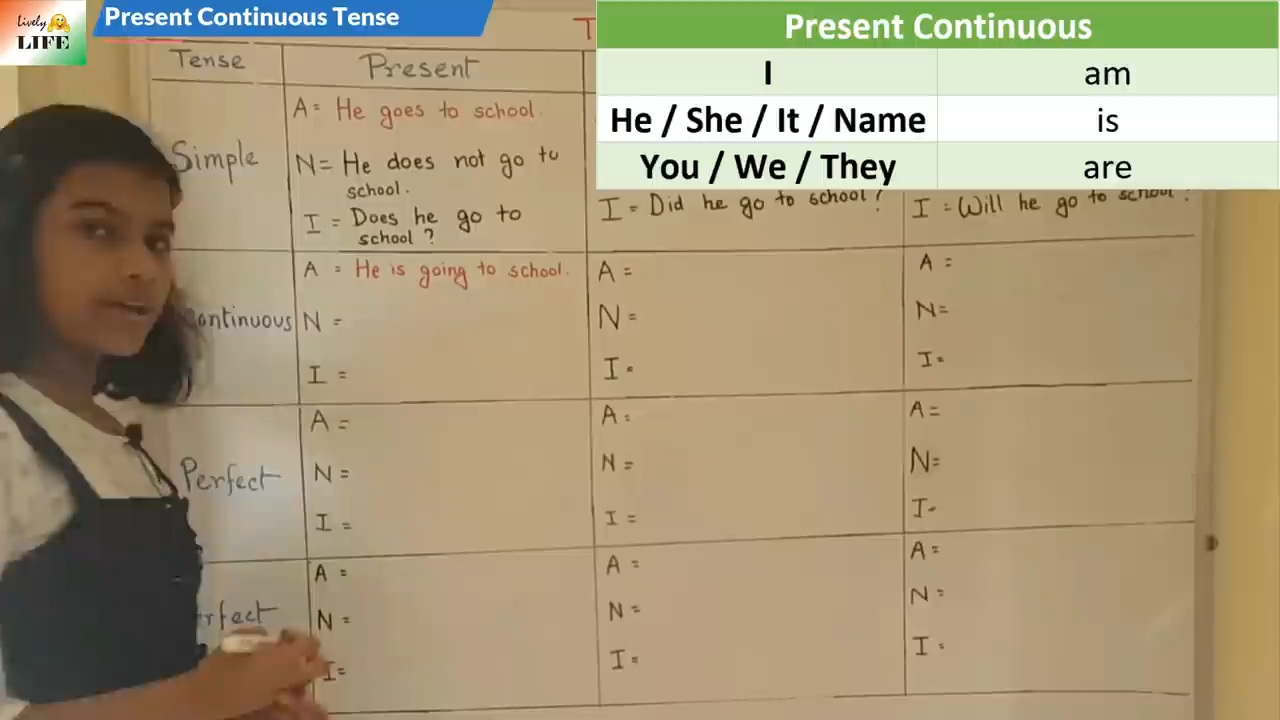 Lively
LIFE
Present Continuous Tense
Present Continuous
I am
He / She / It / Name is
You / We / They are
T
Tense Present
Simple
A = He goes to school.
N = He does not go to
school.
I = Does he go to
school ?
I = Did he go to school ?
I = Will he go to school ?
Continuous
A = He is going to school.
N =
I =
A =
N =
I =
A =
N =
I =
Perfect
A =
N =
I =
A =
N =
I =
A =
N =
I =
rfect
A =
N =
I =
A =
N =
I =
A =
N =
I =